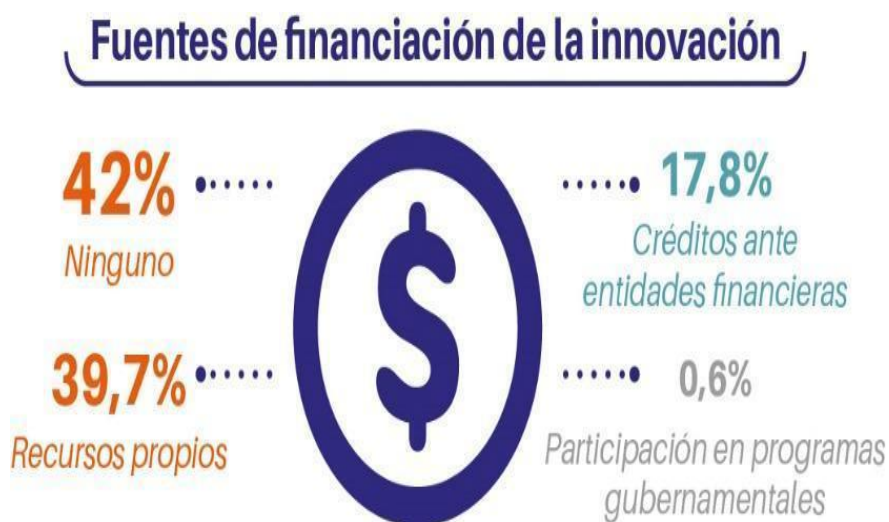 Fuentes de financiación de la innovación
42%
Ninguno
39,7%
Recursos propios
$
17,8%
Créditos ante
entidades financieras
0,6%
Participación en programas
gubernamentales